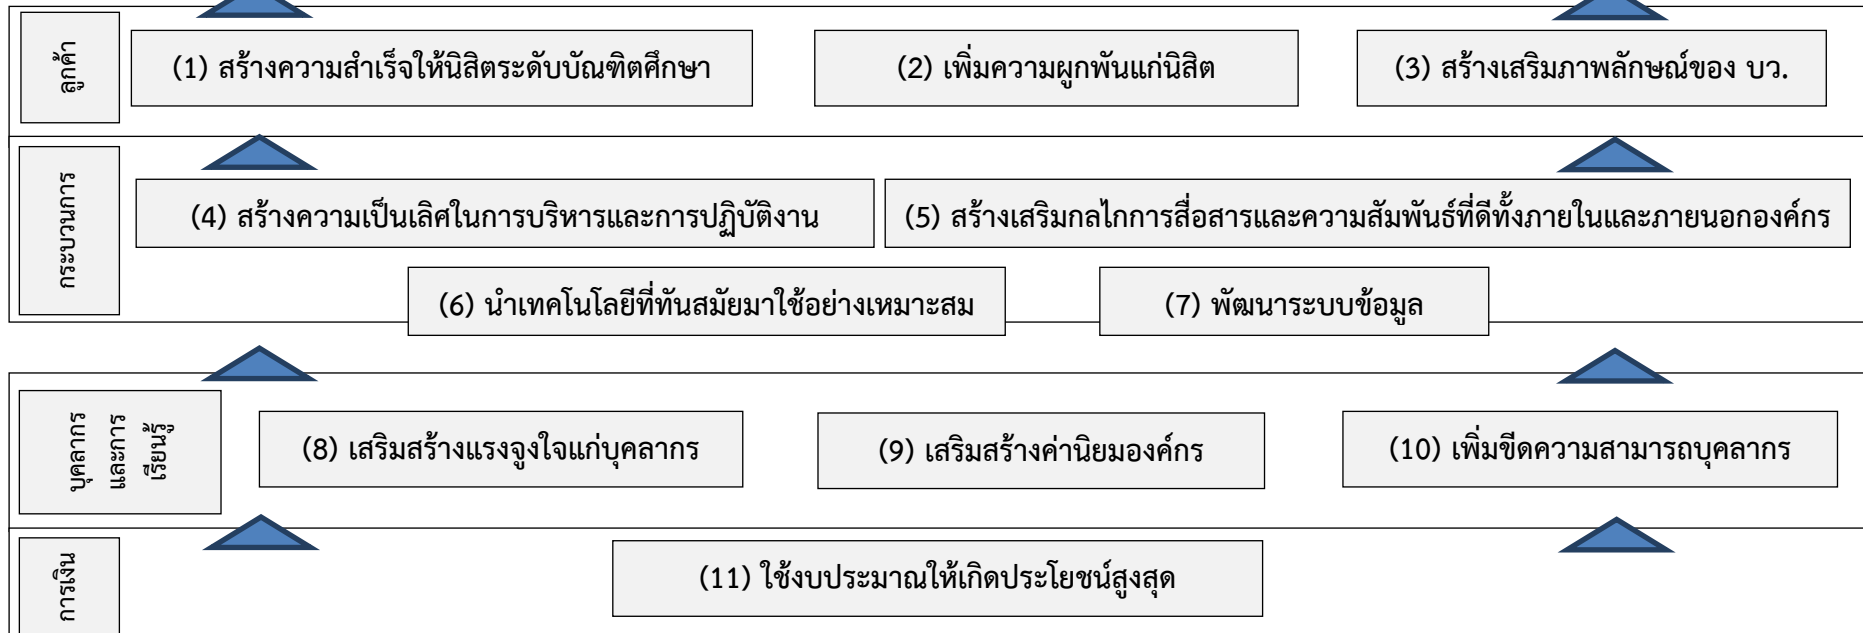 ลูกค้า
(1) สร้างความสำเร็จให้นิสิตระดับบัณฑิตศึกษา
(2) เพิ่มความผูกพันแก่นิสิต
(3) สร้างเสริมภาพลักษณ์ของ บว.
กระบวนการ
(4) สร้างความเป็นเลิศในการบริหารและการปฏิบัติงาน
(5) สร้างเสริมกลไกการสื่อสารและความสัมพันธ์ที่ดีทั้งภายในและภายนอกองค์กร
(6) นำเทคโนโลยีที่ทันสมัยมาใช้อย่างเหมาะสม
(7) พัฒนาระบบข้อมูล
บุคลากร
และการ
เรียนรู้
(8) เสริมสร้างแรงจูงใจแก่บุคลากร
(9) เสริมสร้างค่านิยมองค์กร
(10) เพิ่มขีดความสามารถบุคลากร
การเงิน
(11) ใช้งบประมาณให้เกิดประโยชน์สูงสุด